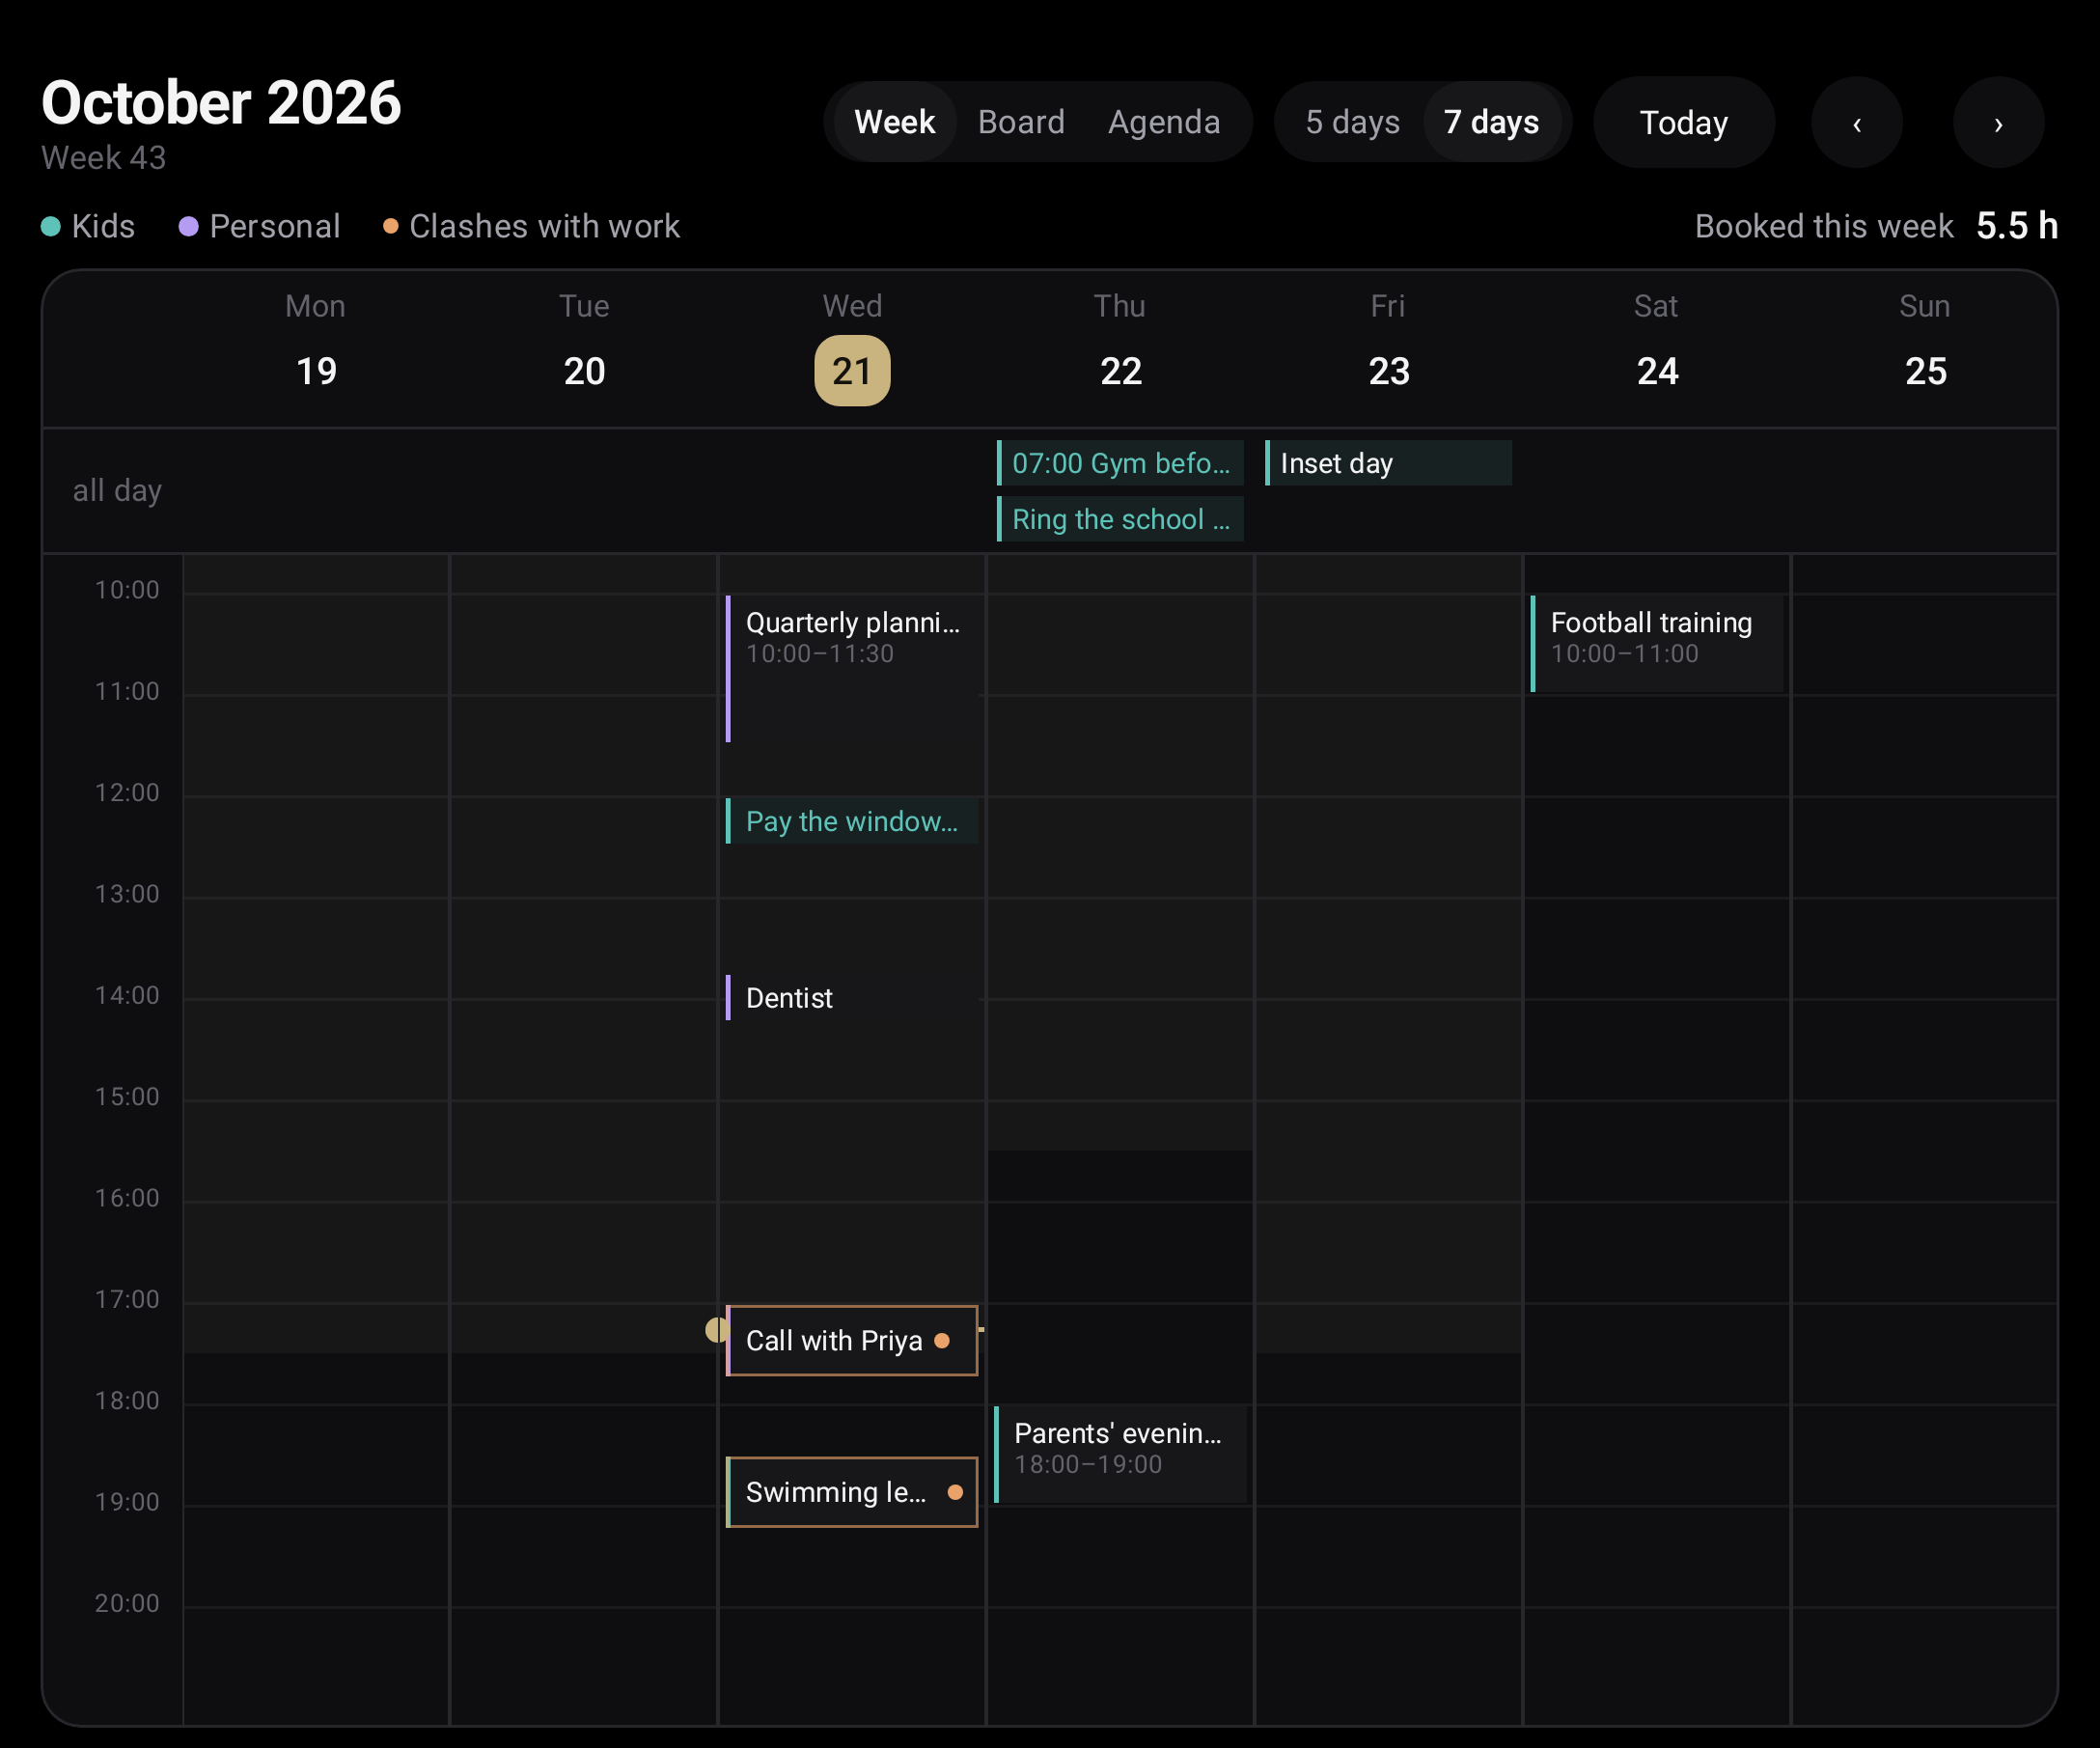 October 2026
Week 43
Week Board Agenda 5 days 7 days Today ‹ ›
Kids Personal Clashes with work Booked this week 5.5 h
Mon Tue Wed Thu Fri Sat Sun
19 20 21 22 23 24 25
all day
07:00 Gym befo… Inset day
Ring the school …
10:00
Quarterly planni… Football training
10:00–11:30 10:00–11:00
11:00
12:00
Pay the window…
13:00
14:00
Dentist
15:00
16:00
17:00
Call with Priya
18:00
Parents' evenin…
18:00–19:00
Swimming le…
19:00
20:00